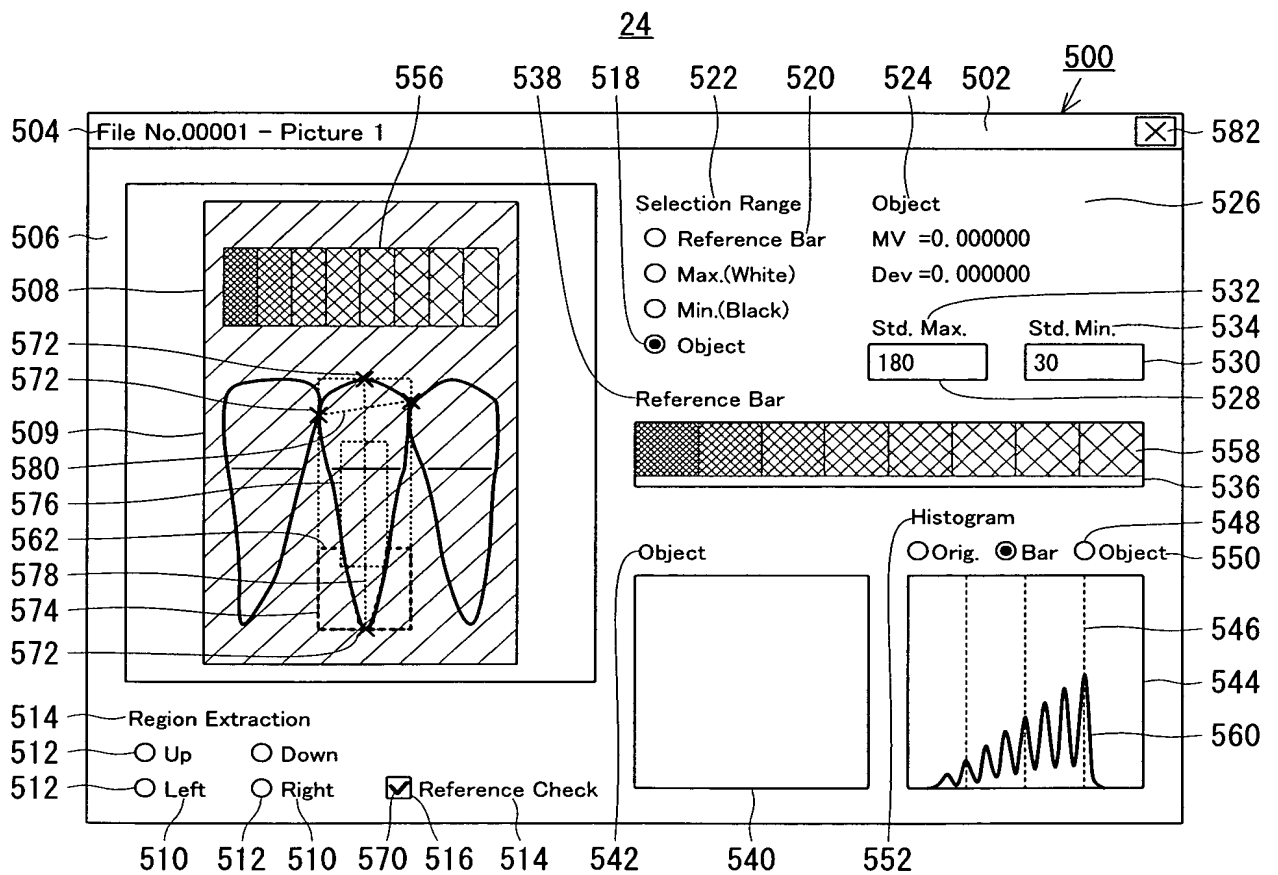 24
556 538 518 522 520 524 502 500
504 File No.00001 - Picture 1 582
506 Selection Range Object 526
Reference Bar MV =0. 000000
508 Max.(White) Dev =0. 000000
Min.(Black) 532
572 Object Std. Max. Std. Min. 534
572 180 30 530
509 Reference Bar 528
580 558
576 536
562 Histogram 548
578 Object Orig. Bar Object 550
574 546
572 544
514 Region Extraction 560
512 Up Down
512 Left Right Reference Check
510 512 510 570 516 514 542 540 552